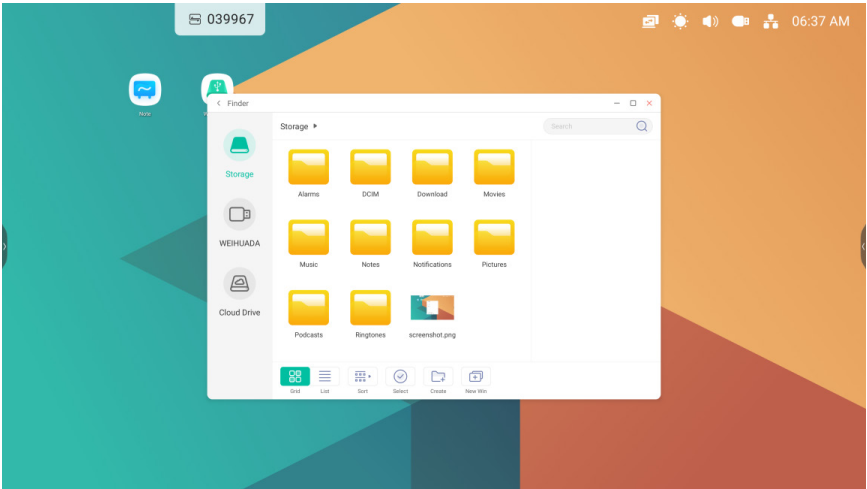 039967
06:37 AM
Note
Finder
Storage
Search
Storage
WEIHUADA
Cloud Drive
Alarms
DCIM
Download
Movies
Music
Notes
Notifications
Pictures
Podcasts
Ringtones
screenshot.png
Grid
List
Sort
Select
Create
New Win